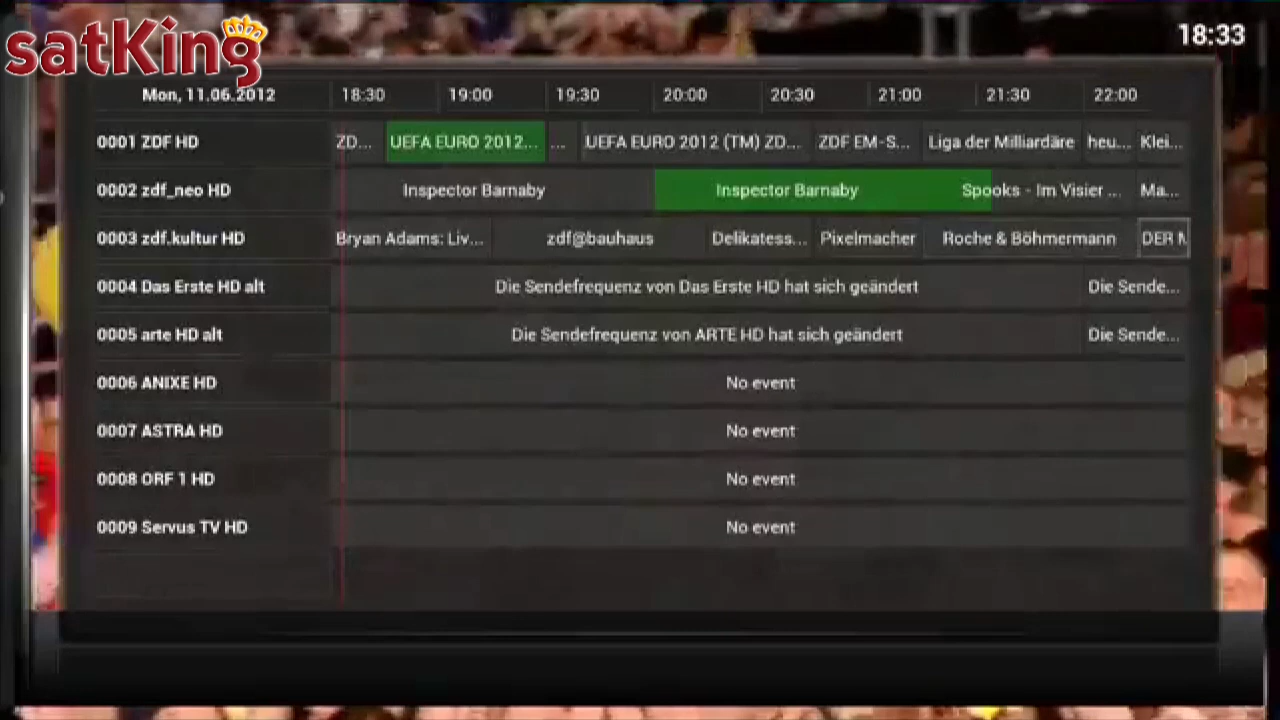 satKing
18:33
Mon, 11.06.2012 18:30 19:00 19:30 20:00 20:30 21:00 21:30 22:00
0001 ZDF HD ZD... UEFA EURO 2012... ... UEFA EURO 2012 (TM) ZD... ZDF EM-S... Liga der Milliardäre heu... Klei...
0002 zdf_neo HD Inspector Barnaby Inspector Barnaby Spooks - Im Visier ... Ma...
0003 zdf.kultur HD Bryan Adams: Liv... zdf@bauhaus Delikatess... Pixelmacher Roche & Böhmermann DER
0004 Das Erste HD alt Die Sendefrequenz von Das Erste HD hat sich geändert Die Sende...
0005 arte HD alt Die Sendefrequenz von ARTE HD hat sich geändert Die Sende...
0006 ANIXE HD No event
0007 ASTRA HD No event
0008 ORF 1 HD No event
0009 Servus TV HD No event